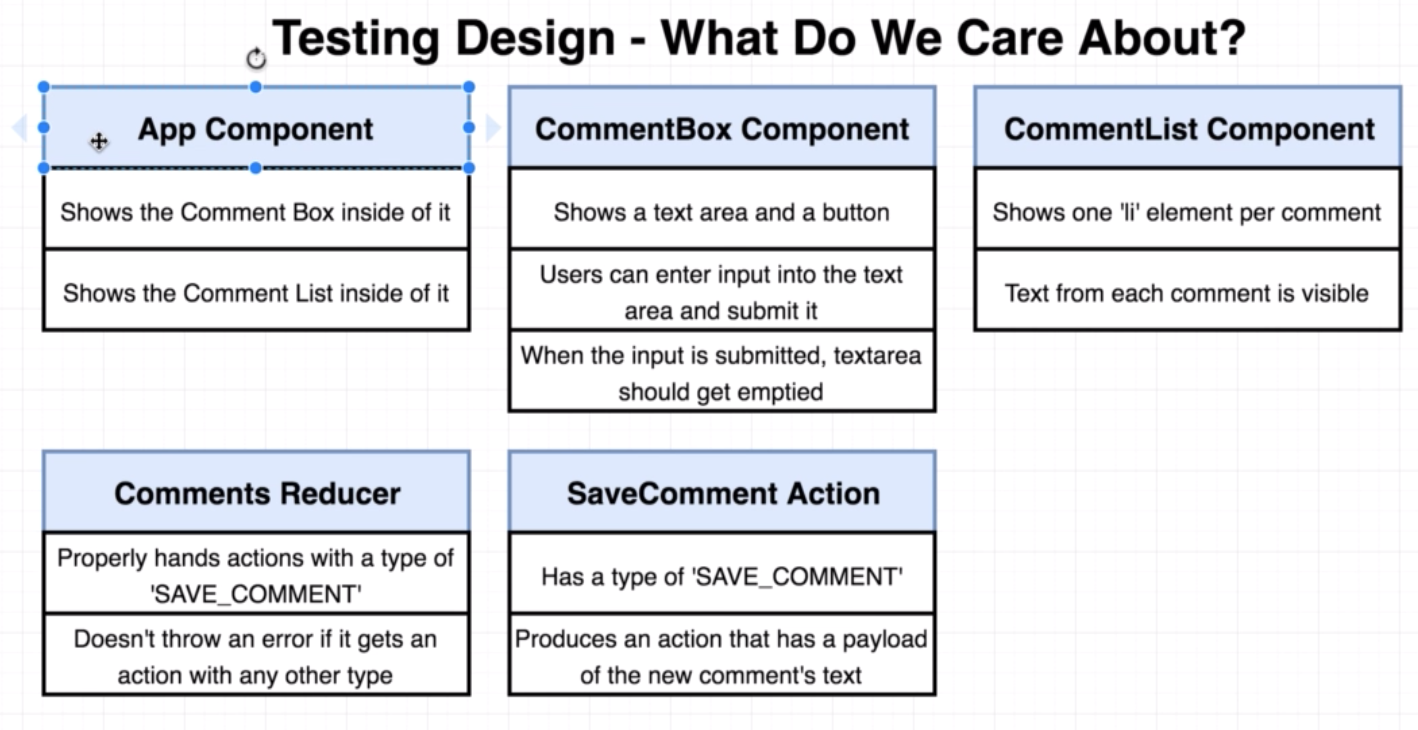 Testing Design - What Do We Care About?
App Component
Shows the Comment Box inside of it
Shows the Comment List inside of it
CommentBox Component
Shows a text area and a button
Users can enter input into the text
area and submit it
When the input is submitted, textarea
should get emptied
CommentList Component
Shows one 'li' element per comment
Text from each comment is visible
Comments Reducer
Properly hands actions with a type of
'SAVE_COMMENT'
Doesn't throw an error if it gets an
action with any other type
SaveComment Action
Has a type of 'SAVE_COMMENT'
Produces an action that has a payload
of the new comment's text